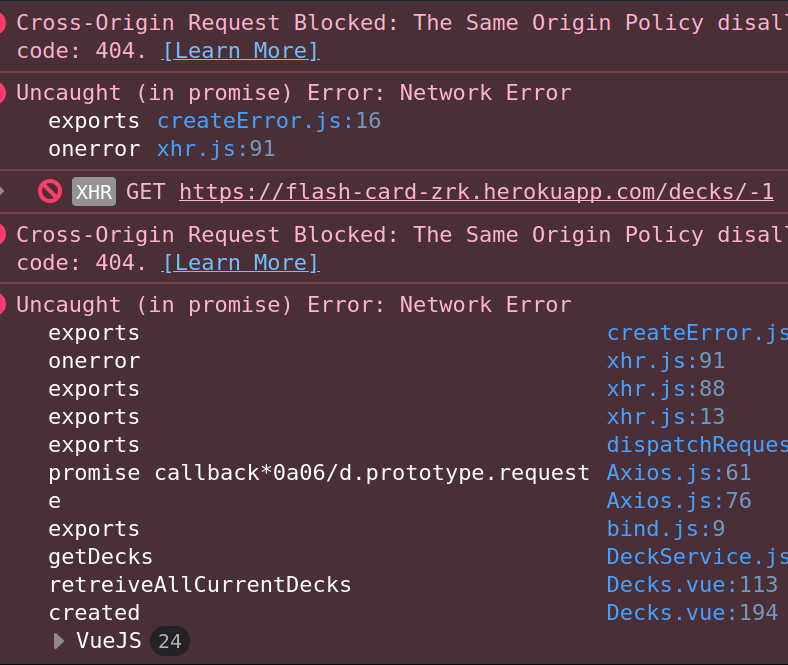 Cross-Origin Request Blocked: The Same Origin Policy
code: 404. [Learn More]
Uncaught (in promise) Error: Network Error
exports createError.js:16
onerror xhr.js:91
XHR GET https://flash-card-zrk.herokuapp.com/decks/-1
Cross-Origin Request Blocked: The Same Origin Policy
code: 404. [Learn More]
Uncaught (in promise) Error: Network Error
exports createError.js
onerror xhr.js:91
exports xhr.js:88
exports xhr.js:13
exports dispatchReques
promise callback*0a06/d.prototype.request Axios.js:61
e Axios.js:76
exports bind.js:9
getDecks DeckService.js
retreiveAllCurrentDecks Decks.vue:113
created Decks.vue:194
VueJS 24